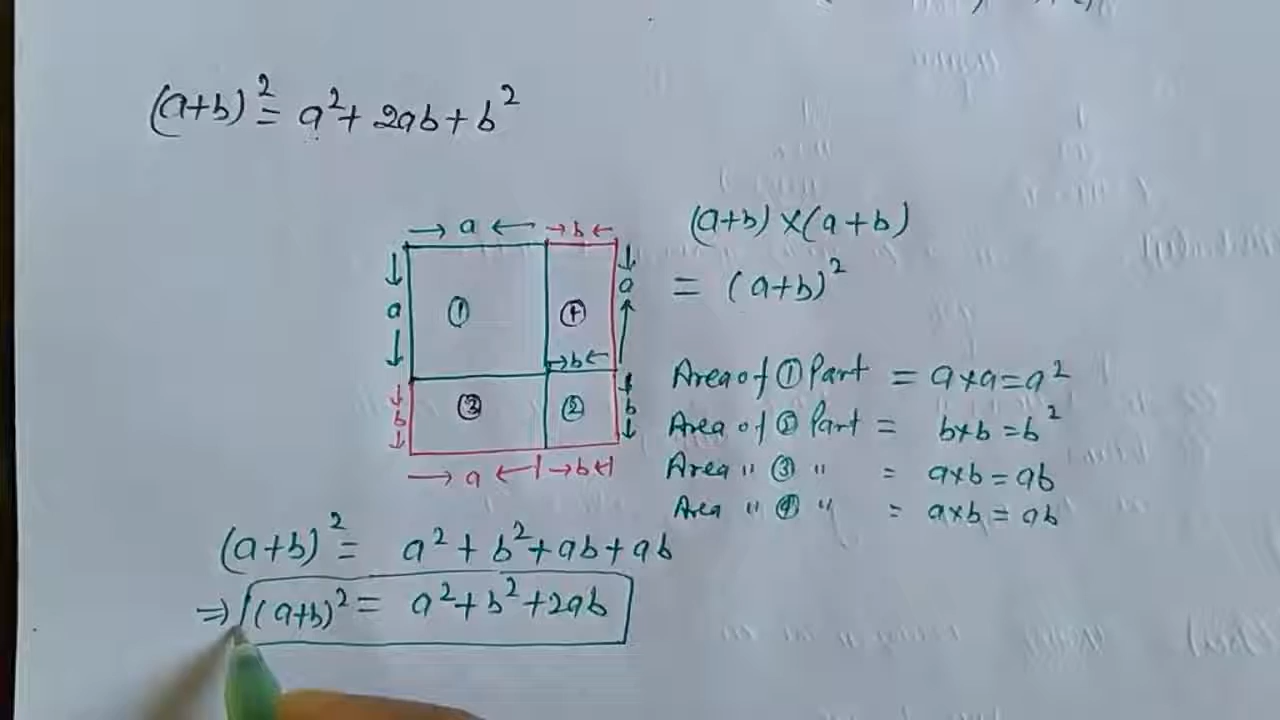 (a+b)² = a² + 2ab + b²
→ a ← → b ←
↓ a ↓
①
④
↓ a ↑
(a+b) × (a+b)
= (a+b)²
→ b ←
↓ b ↓
③
②
↓ b ↓
→ a ← → b ←
Area of ① Part = a×a = a²
Area of ② Part = b×b = b²
Area " ③ " = a×b = ab
Area " ④ " = a×b = ab
(a+b)² = a² + b² + ab + ab
⇒ (a+b)² = a² + b² + 2ab